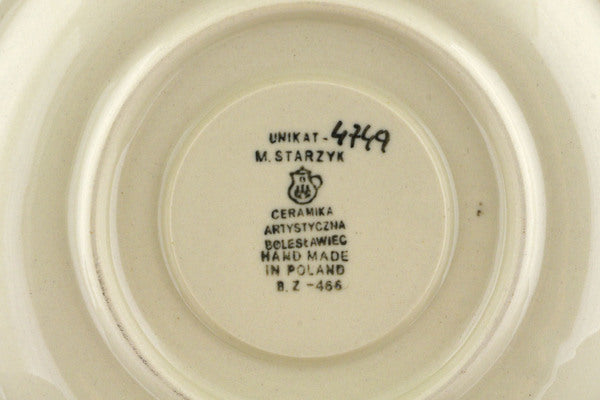 UNIKAT - 4749
M. STARZYK
CERAMIKA
ARTYSTYCZNA
BOLESŁAWIEC
HAND MADE
IN POLAND
B. Z -466